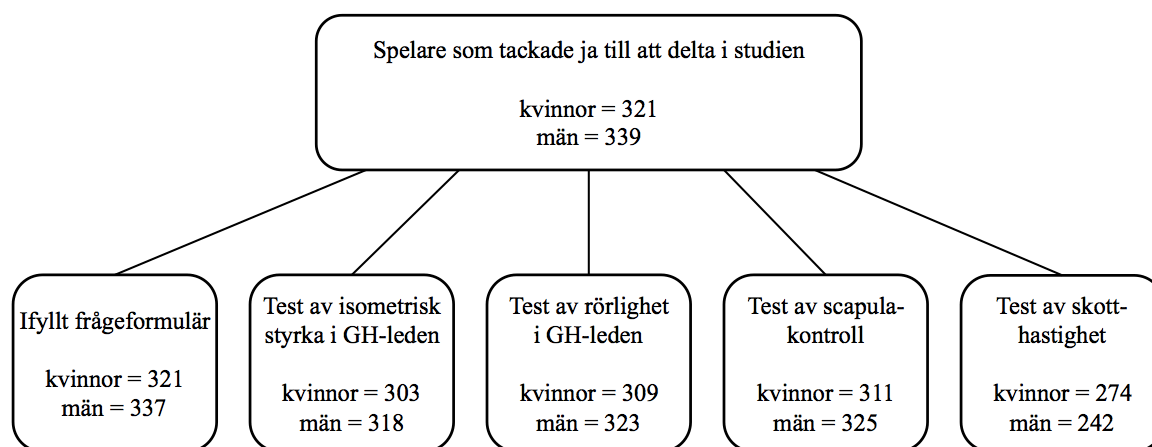 Spelare som tackade ja till att delta i studien
kvinnor = 321
män = 339
Ifyllt frågeformulär
kvinnor = 321
män = 337
Test av isometrisk
styrka i GH-leden
kvinnor = 303
män = 318
Test av rörlighet
i GH-leden
kvinnor = 309
män = 323
Test av scapula-
kontroll
kvinnor = 311
män = 325
Test av skott-
hastighet
kvinnor = 274
män = 242